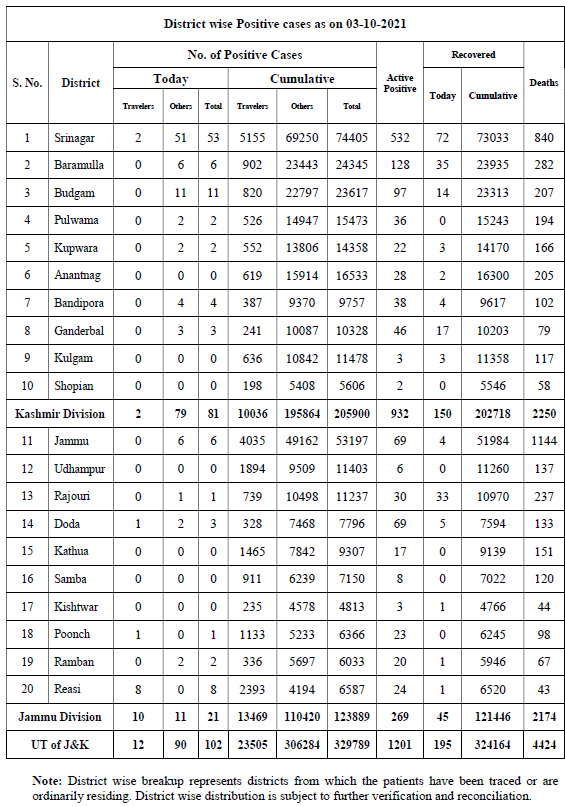 District wise Positive cases as on 03-10-2021
S. No. District No. of Positive Cases Active Positive Recovered Deaths
Today Cumulative Today Cumulative
Travelers Others Total Travelers Others Total
1 Srinagar 2 51 53 5155 69250 74405 532 72 73033 840
2 Baramulla 0 6 6 902 23443 24345 128 35 23935 282
3 Budgam 0 11 11 820 22797 23617 97 14 23313 207
4 Pulwama 0 2 2 526 14947 15473 36 0 15243 194
5 Kupwara 0 2 2 552 13806 14358 22 3 14170 166
6 Anantnag 0 0 0 619 15914 16533 28 2 16300 205
7 Bandipora 0 4 4 387 9370 9757 38 4 9617 102
8 Ganderbal 0 3 3 241 10087 10328 46 17 10203 79
9 Kulgam 0 0 0 636 10842 11478 3 3 11358 117
10 Shopian 0 0 0 198 5408 5606 2 0 5546 58
Kashmir Division 2 79 81 10036 195864 205900 932 150 202718 2250
11 Jammu 0 6 6 4035 49162 53197 69 4 51984 1144
12 Udhampur 0 0 0 1894 9509 11403 6 0 11260 137
13 Rajouri 0 1 1 739 10498 11237 30 33 10970 237
14 Doda 1 2 3 328 7468 7796 69 5 7594 133
15 Kathua 0 0 0 1465 7842 9307 17 0 9139 151
16 Samba 0 0 0 911 6239 7150 8 0 7022 120
17 Kishtwar 0 0 0 235 4578 4813 3 1 4766 44
18 Poonch 1 0 1 1133 5233 6366 23 0 6245 98
19 Ramban 0 2 2 336 5697 6033 20 1 5946 67
20 Reasi 8 0 8 2393 4194 6587 24 1 6520 43
Jammu Division 10 11 21 13469 110420 123889 269 45 121446 2174
UT of J&K 12 90 102 23505 306284 329789 1201 195 324164 4424
Note: District wise breakup represents districts from which the patients have been traced or are
ordinarily residing. District wise distribution is subject to further verification and reconciliation.